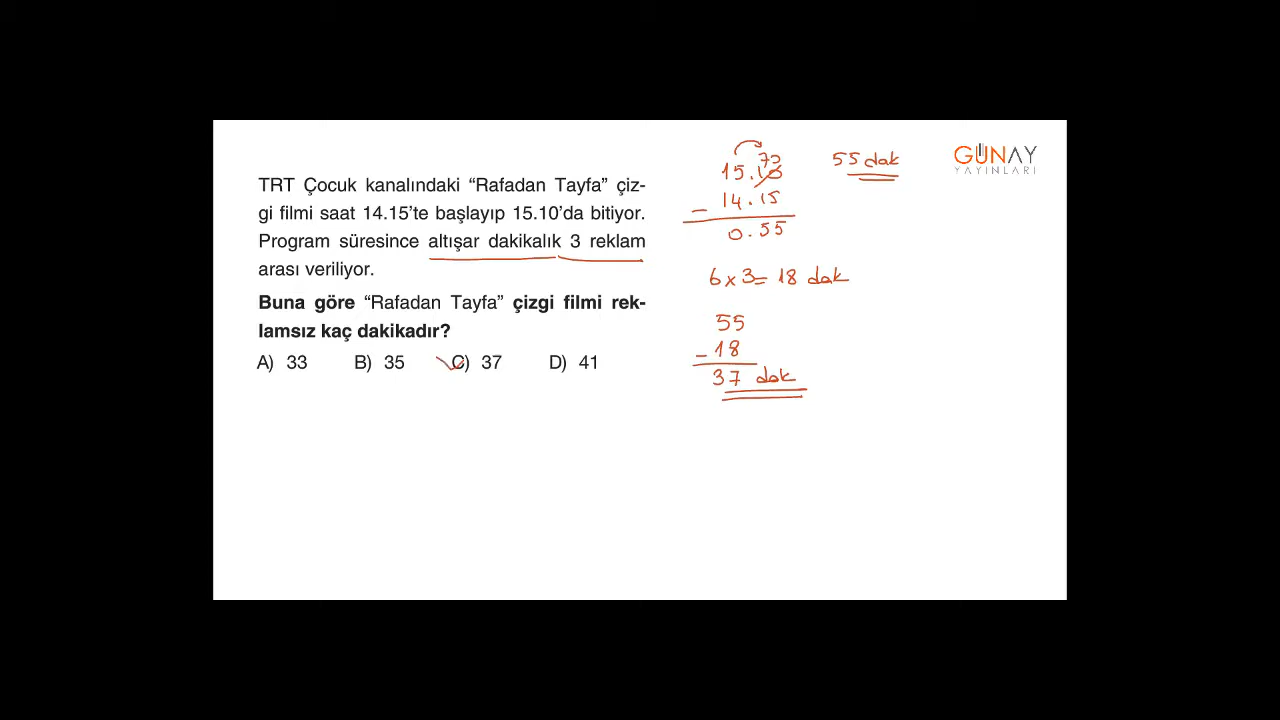 TRT Çocuk kanalındaki “Rafadan Tayfa” çiz-
gi filmi saat 14.15’te başlayıp 15.10’da bitiyor.
Program süresince altışar dakikalık 3 reklam
arası veriliyor.
Buna göre “Rafadan Tayfa” çizgi filmi rek-
lamsız kaç dakikadır?
A) 33 B) 35 C) 37 D) 41
70
15.10
- 14.15
0.55
55 dak
6 x 3 = 18 dak
55
- 18
37 dak
GÜNAY
YAYINLARI